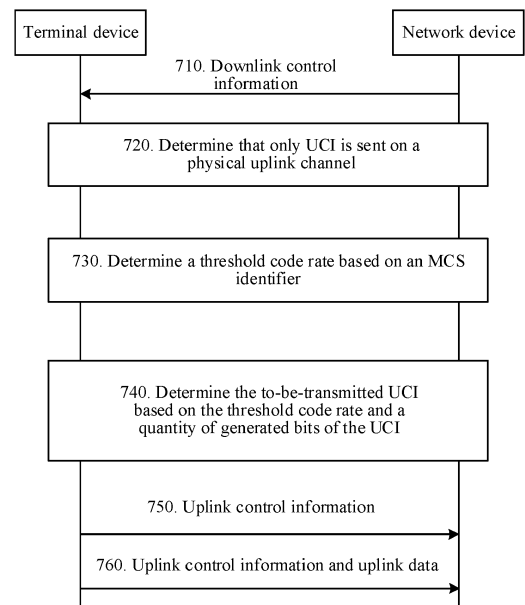 Terminal device
Network device
710. Downlink control
information
720. Determine that only UCI is sent on a
physical uplink channel
730. Determine a threshold code rate based on an MCS
identifier
740. Determine the to-be-transmitted UCI
based on the threshold code rate and a
quantity of generated bits of the UCI
750. Uplink control information
760. Uplink control information and uplink data